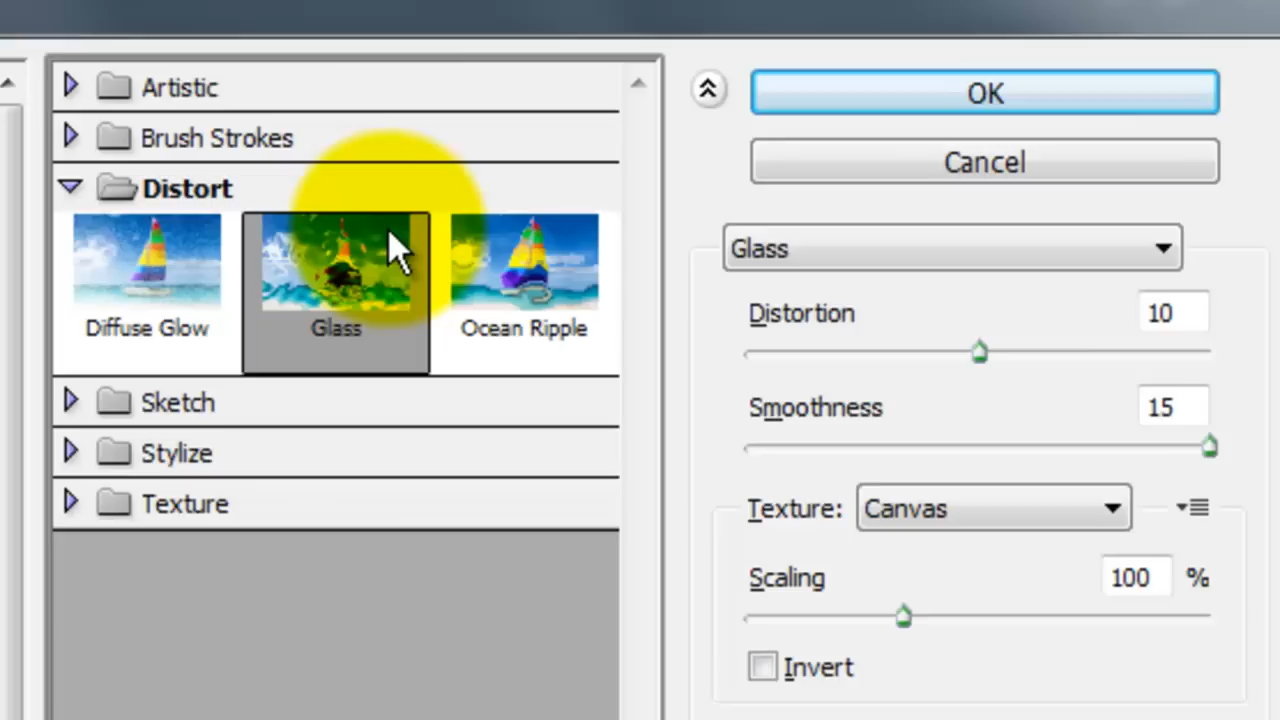 Artistic
Brush Strokes
Distort
Diffuse Glow
Glass
Ocean Ripple
Sketch
Stylize
Texture
OK
Cancel
Glass
Distortion 10
Smoothness 15
Texture: Canvas
Scaling 100 %
Invert